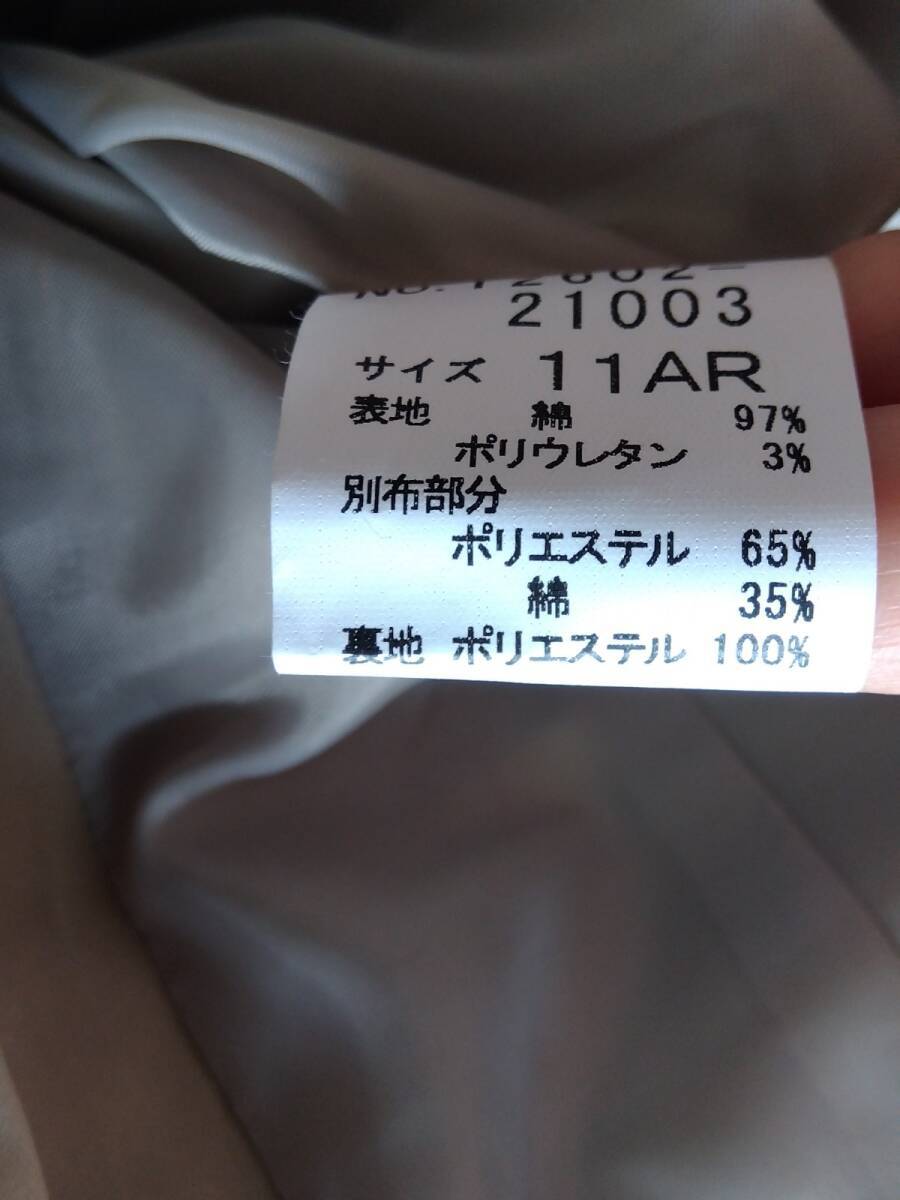 21003
サイズ 11AR
表地 綿 97%
ポリウレタン 3%
別布部分
ポリエステル 65%
綿 35%
裏地 ポリエステル 100%